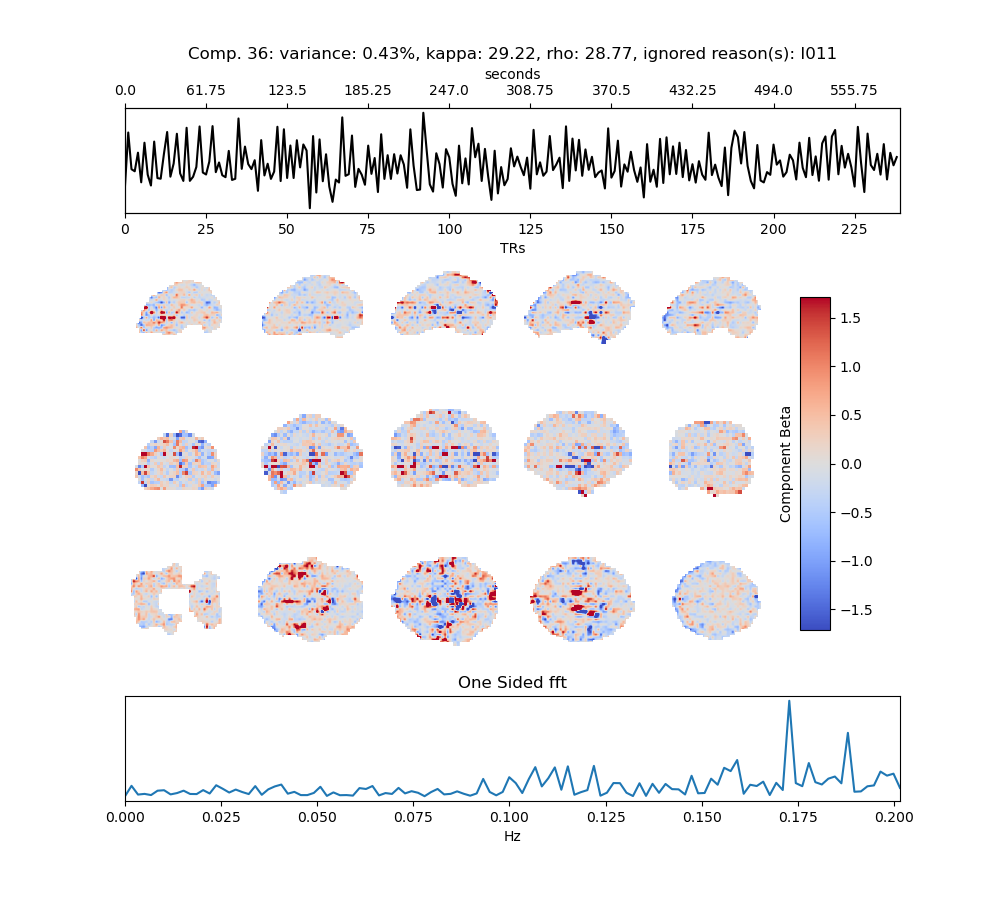 Comp. 36: variance: 0.43%, kappa: 29.22, rho: 28.77, ignored reason(s): I011
seconds
0.0 61.75 123.5 185.25 247.0 308.75 370.5 432.25 494.0 555.75
0 25 50 75 100 125 150 175 200 225
TRs
1.5
1.0
0.5
0.0
−0.5
−1.0
−1.5
Component Beta
One Sided fft
0.000 0.025 0.050 0.075 0.100 0.125 0.150 0.175 0.200
Hz